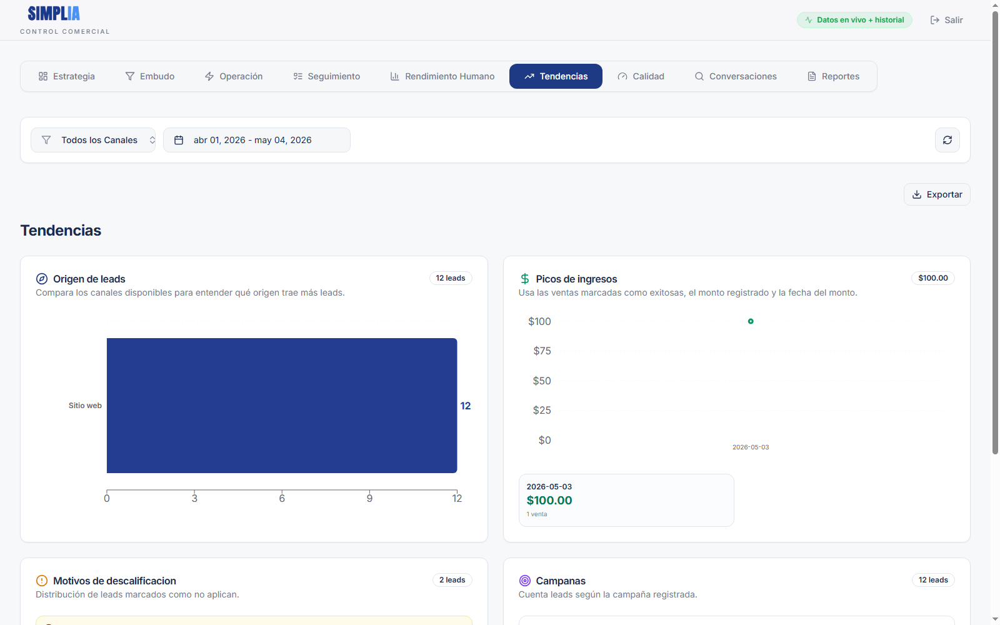 SIMPLIA
CONTROL COMERCIAL
Datos en vivo + historial
Salir
Estrategia
Embudo
Operación
Seguimiento
Rendimiento Humano
Tendencias
Calidad
Conversaciones
Reportes
Todos los Canales
abr 01, 2026 - may 04, 2026
Exportar
Tendencias
Origen de leads
12 leads
Compara los canales disponibles para entender qué origen trae más leads.
Sitio web
12
0
3
6
9
12
Picos de ingresos
$100.00
Usa las ventas marcadas como exitosas, el monto registrado y la fecha del monto.
$100
$75
$50
$25
$0
2026-05-03
2026-05-03
$100.00
1 venta
Motivos de descalificacion
2 leads
Distribución de leads marcados como no aplican.
Campanas
12 leads
Cuenta leads según la campaña registrada.